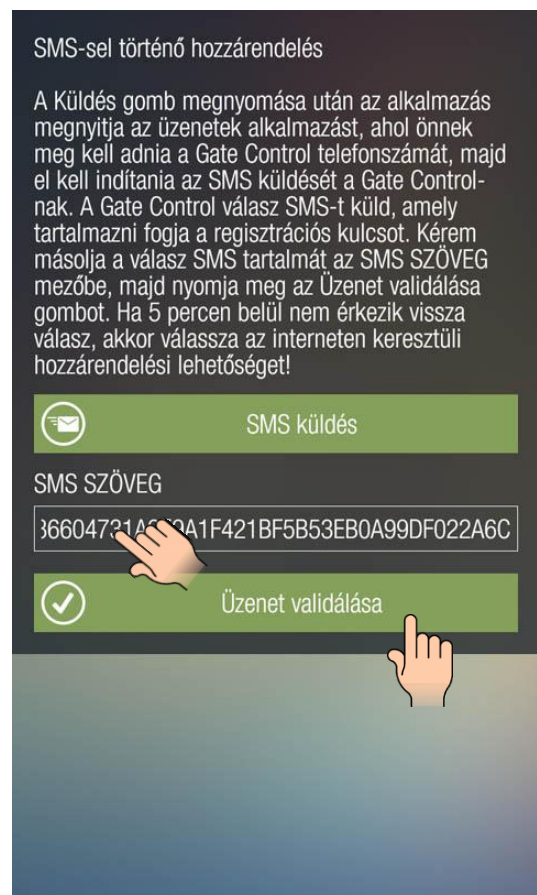 SMS-sel történő hozzárendelés
A Küldés gomb megnyomása után az alkalmazás
megnyitja az üzenetek alkalmazást, ahol önnek
meg kell adnia a Gate Control telefonszámát, majd
el kell indítania az SMS küldését a Gate Control-
nak. A Gate Control válasz SMS-t küld, amely
tartalmazni fogja a regisztrációs kulcsot. Kérem
másolja a válasz SMS tartalmát az SMS SZÖVEG
mezőbe, majd nyomja meg az Üzenet validálása
gombot. Ha 5 percen belül nem érkezik vissza
válasz, akkor válassza az interneten keresztüli
hozzárendelési lehetőséget!
SMS küldés
SMS SZÖVEG
Üzenet validálása